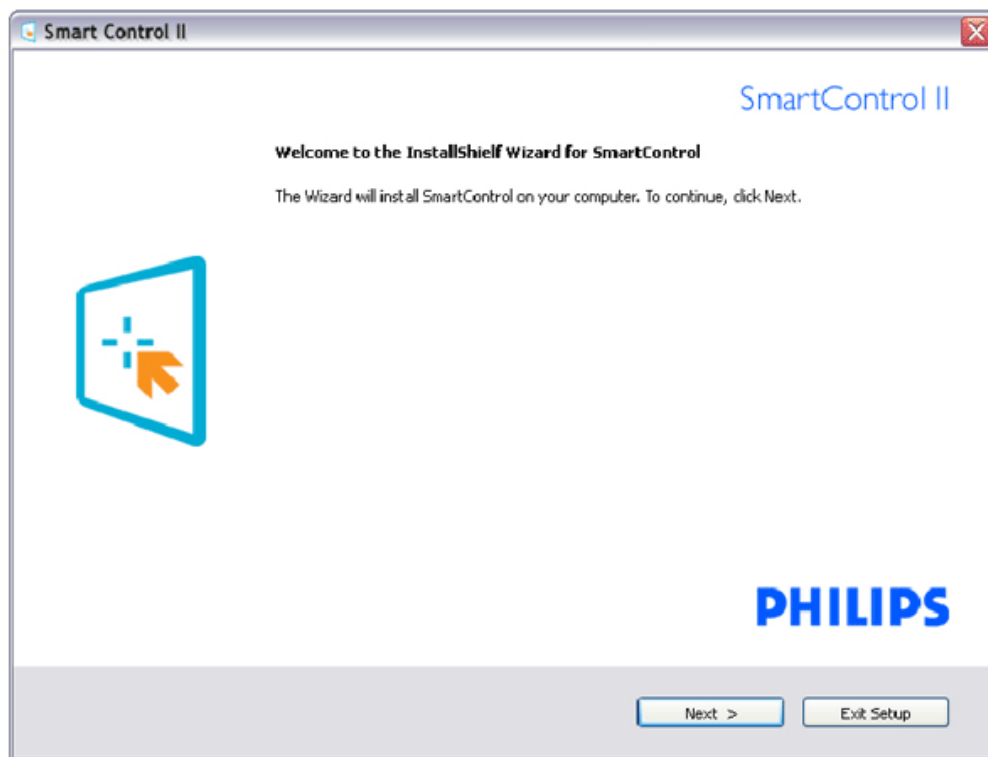 Smart Control II
SmartControl II
Welcome to the InstallShielf Wizard for SmartControl
The Wizard will install SmartControl on your computer. To continue, click Next.
PHILIPS
Next >
Exit Setup